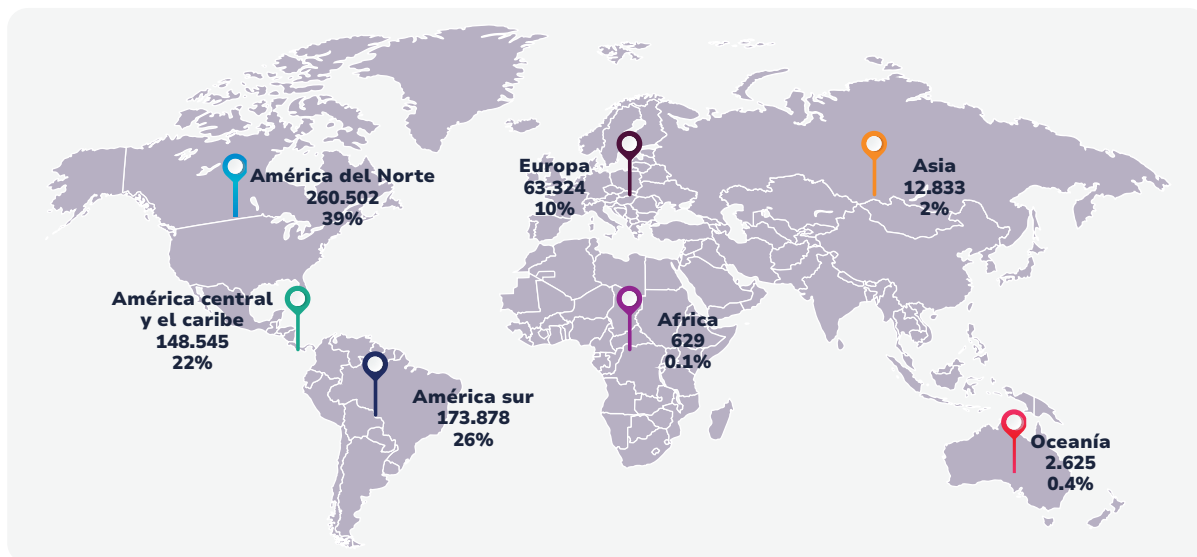 América del Norte
260.502
39%
Europa
63.324
10%
Asia
12.833
2%
América central
y el caribe
148.545
22%
Africa
629
0.1%
América sur
173.878
26%
Oceanía
2.625
0.4%